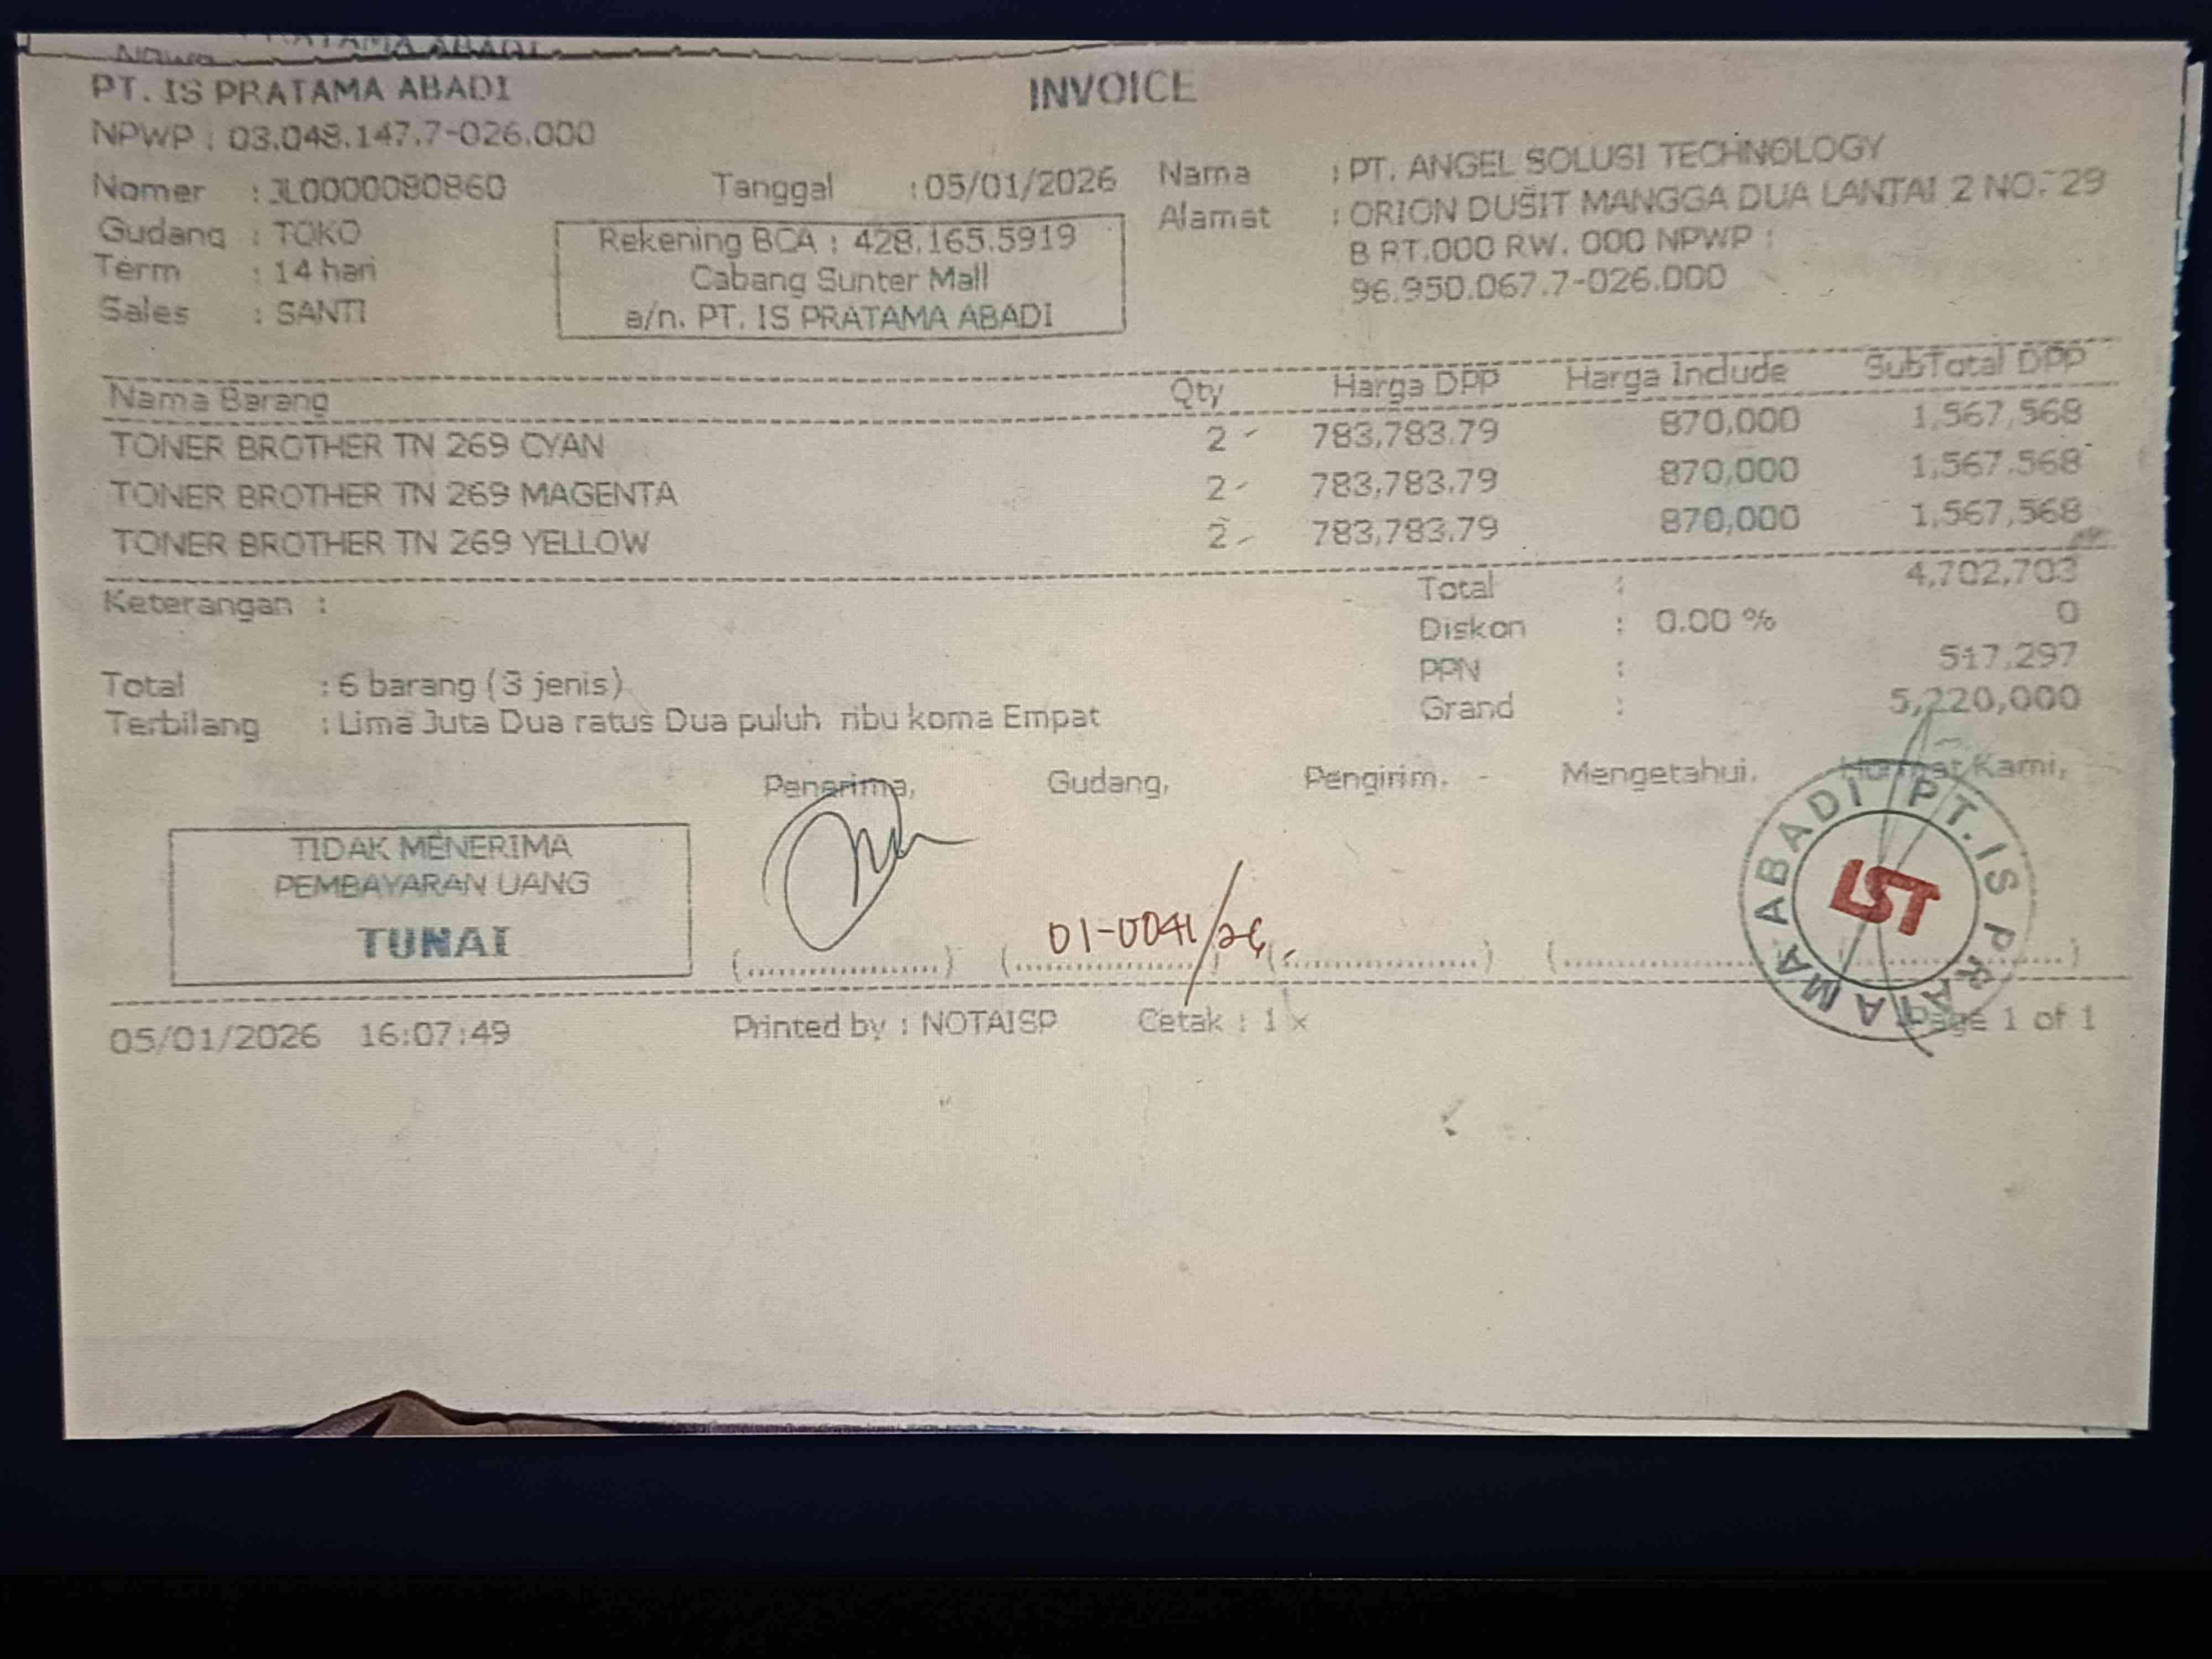 PRATAMA ABADI
PT. IS PRATAMA ABADI
INVOICE
NPWP : 03.048.147.7-026.000
Nomer : JL0000080860
Tanggal : 05/01/2026
Nama : PT. ANGEL SOLUSI TECHNOLOGY
Gudang : TOKO
Alamat : ORION DUSIT MANGGA DUA LANTAI 2 NO. 29
B RT.000 RW. 000 NPWP :
96.950.067.7-026.000
Term : 14 hari
Sales : SANTI
Rekening BCA : 428.165.5919
Cabang Sunter Mall
a/n. PT. IS PRATAMA ABADI
Nama Barang Qty Harga DPP Harga Include SubTotal DPP
TONER BROTHER TN 269 CYAN 2 783,783.79 870,000 1,567,568
TONER BROTHER TN 269 MAGENTA 2 783,783.79 870,000 1,567,568
TONER BROTHER TN 269 YELLOW 2 783,783.79 870,000 1,567,568
Keterangan :
Total : 4,702,703
Diskon : 0.00 % 0
PPN : 517,297
Grand : 5,220,000
Total : 6 barang (3 jenis)
Terbilang : Lima Juta Dua ratus Dua puluh ribu koma Empat
Penerima, Gudang, Pengirim, Mengetahui, Hormat Kami,
TIDAK MENERIMA
PEMBAYARAN UANG
TUNAI
01-0041/26
PT. IS PRATAMA ABADI
IST
05/01/2026 16:07:49 Printed by : NOTAISP Cetak : 1 x Page 1 of 1